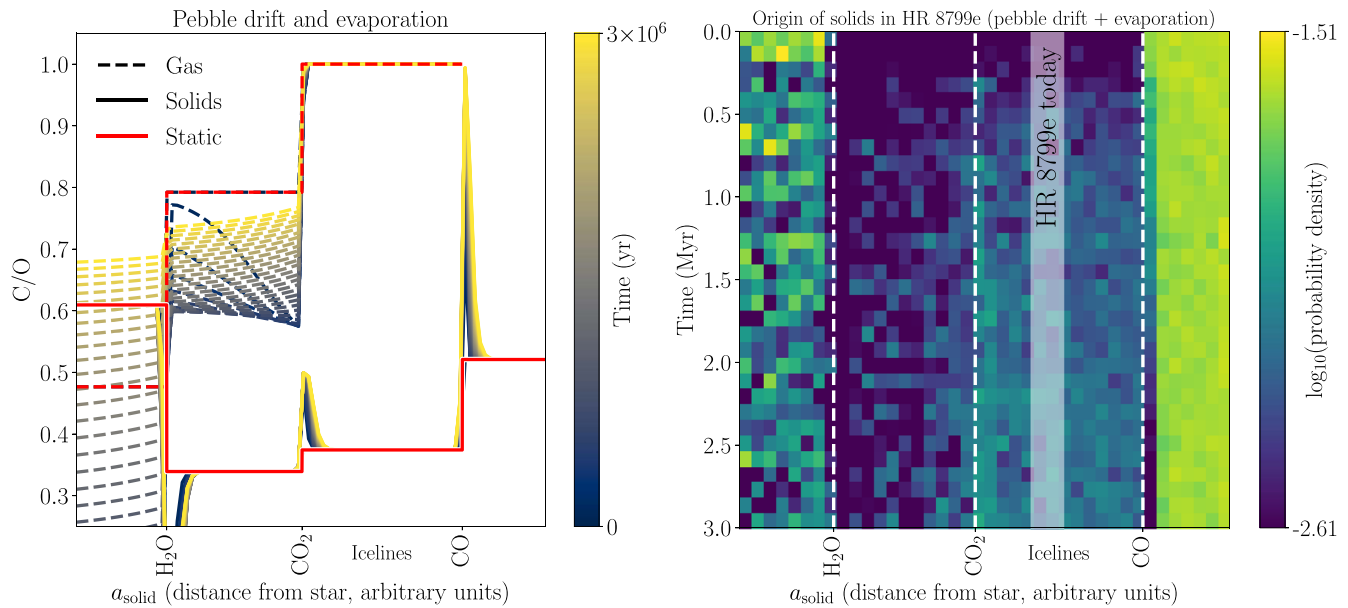 Pebble drift and evaporation
Gas
Solids
Static
C/O
1.0
0.9
0.8
0.7
0.6
0.5
0.4
0.3
H₂O
CO₂
Icelines
CO
a_solid (distance from star, arbitrary units)
3×10⁶
Time (yr)
0
Origin of solids in HR 8799e (pebble drift + evaporation)
HR 8799e today
Time (Myr)
0.0
0.5
1.0
1.5
2.0
2.5
3.0
H₂O
CO₂
Icelines
CO
a_solid (distance from star, arbitrary units)
-1.51
log₁₀(probability density)
-2.61